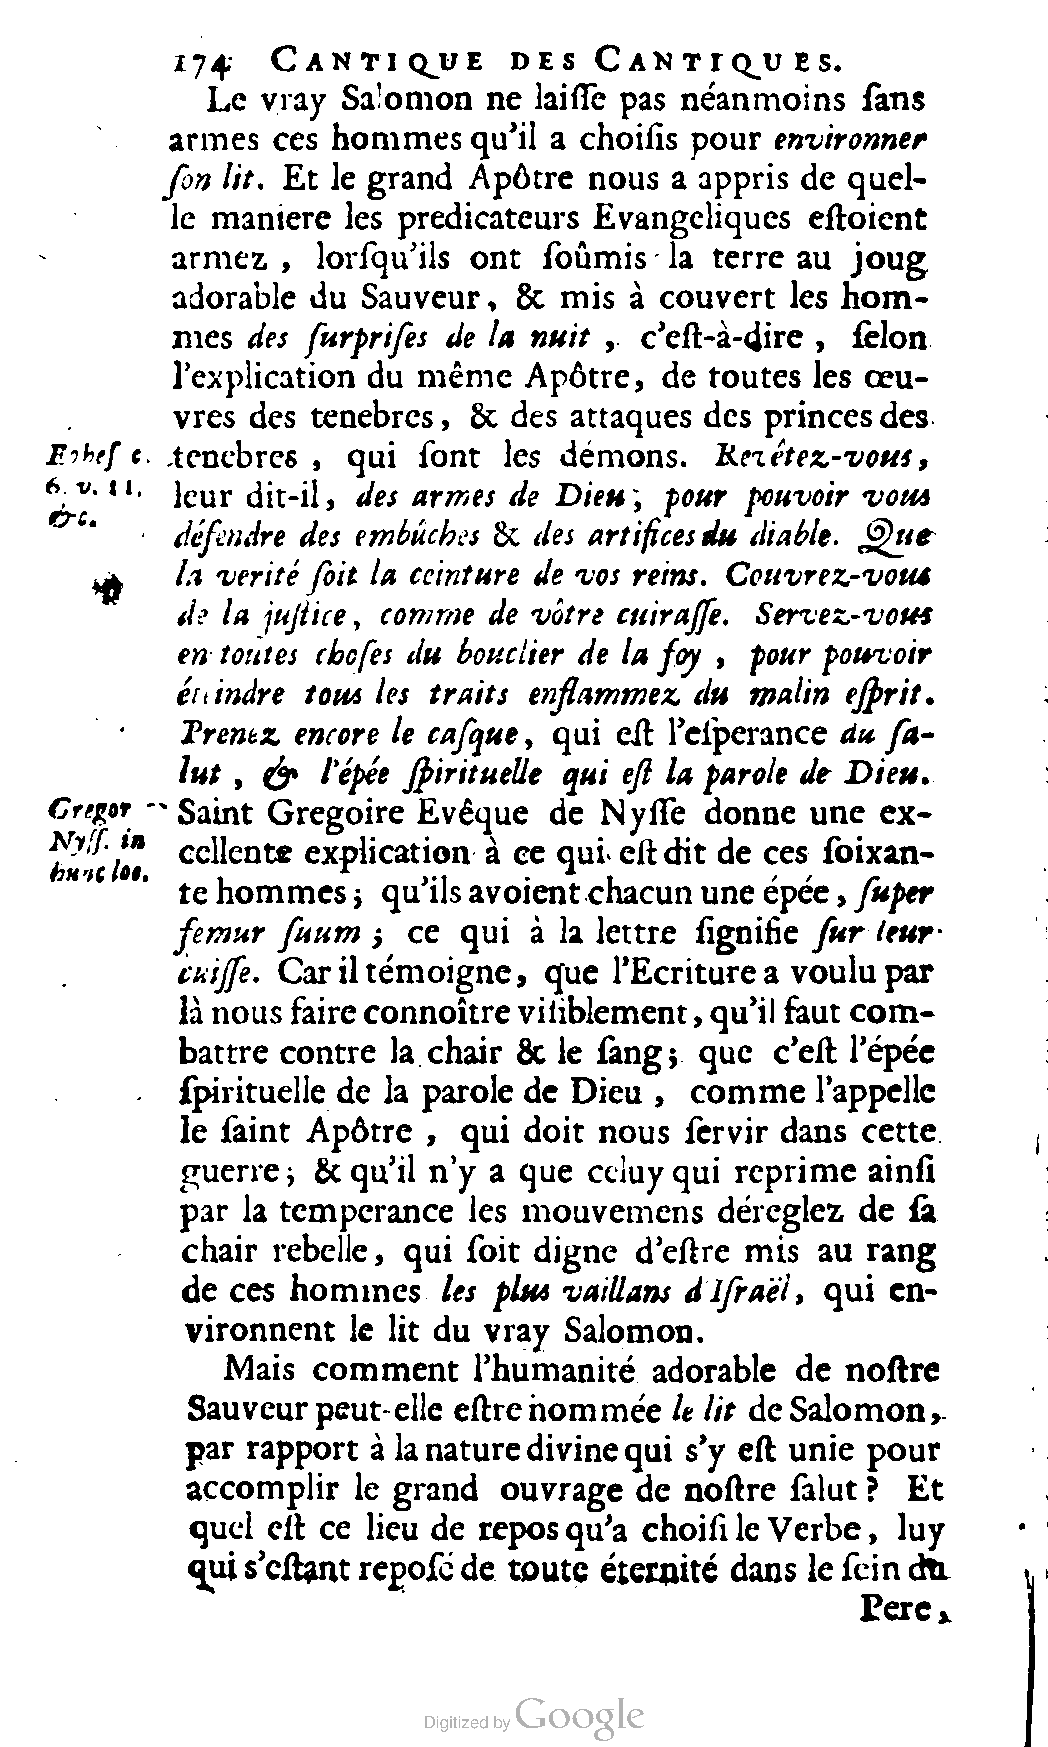 174 CANTIQUE DES CANTIQUES.
Le vray Salomon ne laiſſe pas néanmoins ſans
armes ces hommes qu'il a choiſis pour environner
ſon lit. Et le grand Apôtre nous a appris de quel-
le maniere les predicateurs Evangeliques eſtoient
armez , lorſqu'ils ont ſoûmis la terre au joug
adorable du Sauveur, & mis à couvert les hom-
mes des ſurpriſes de la nuit , c'eſt-à-dire , ſelon
l'explication du même Apôtre, de toutes les œu-
vres des tenebres, & des attaques des princes des
tenebres , qui ſont les démons. Revêtez-vous,
Epheſ c.
6. v. 11.
&c.
leur dit-il, des armes de Dieu; pour pouvoir vous
défendre des embûches & des artifices du diable. Que
la verité ſoit la ceinture de vos reins. Couvrez-vous
de la juſtice, comme de vôtre cuiraſſe. Servez-vous
en toutes choſes du bouclier de la foy , pour pouvoir
éteindre tous les traits enflammez du malin eſprit.
Prenez encore le caſque, qui eſt l'eſperance du ſa-
lut , & l'épée ſpirituelle qui eſt la parole de Dieu.
Gregor
Nyſſ. in
hunc loc.
Saint Gregoire Evêque de Nyſſe donne une ex-
cellente explication à ce qui eſt dit de ces ſoixan-
te hommes; qu'ils avoient chacun une épée, ſuper
femur ſuum ; ce qui à la lettre ſignifie ſur leur
cuiſſe. Car il témoigne, que l'Ecriture a voulu par
là nous faire connoître viſiblement, qu'il faut com-
battre contre la chair & le ſang; que c'eſt l'épée
ſpirituelle de la parole de Dieu , comme l'appelle
le ſaint Apôtre , qui doit nous ſervir dans cette
guerre; & qu'il n'y a que celuy qui reprime ainſi
par la temperance les mouvemens déreglez de ſa
chair rebelle, qui ſoit digne d'eſtre mis au rang
de ces hommes les plus vaillans d'Iſraël, qui en-
vironnent le lit du vray Salomon.
Mais comment l'humanité adorable de noſtre
Sauveur peut-elle eſtre nommée le lit de Salomon,
par rapport à la nature divine qui s'y eſt unie pour
accomplir le grand ouvrage de noſtre ſalut ? Et
quel eſt ce lieu de repos qu'a choiſi le Verbe, luy
qui s'eſtant repoſé de toute éternité dans le ſein du
Pere,
Digitized by Google